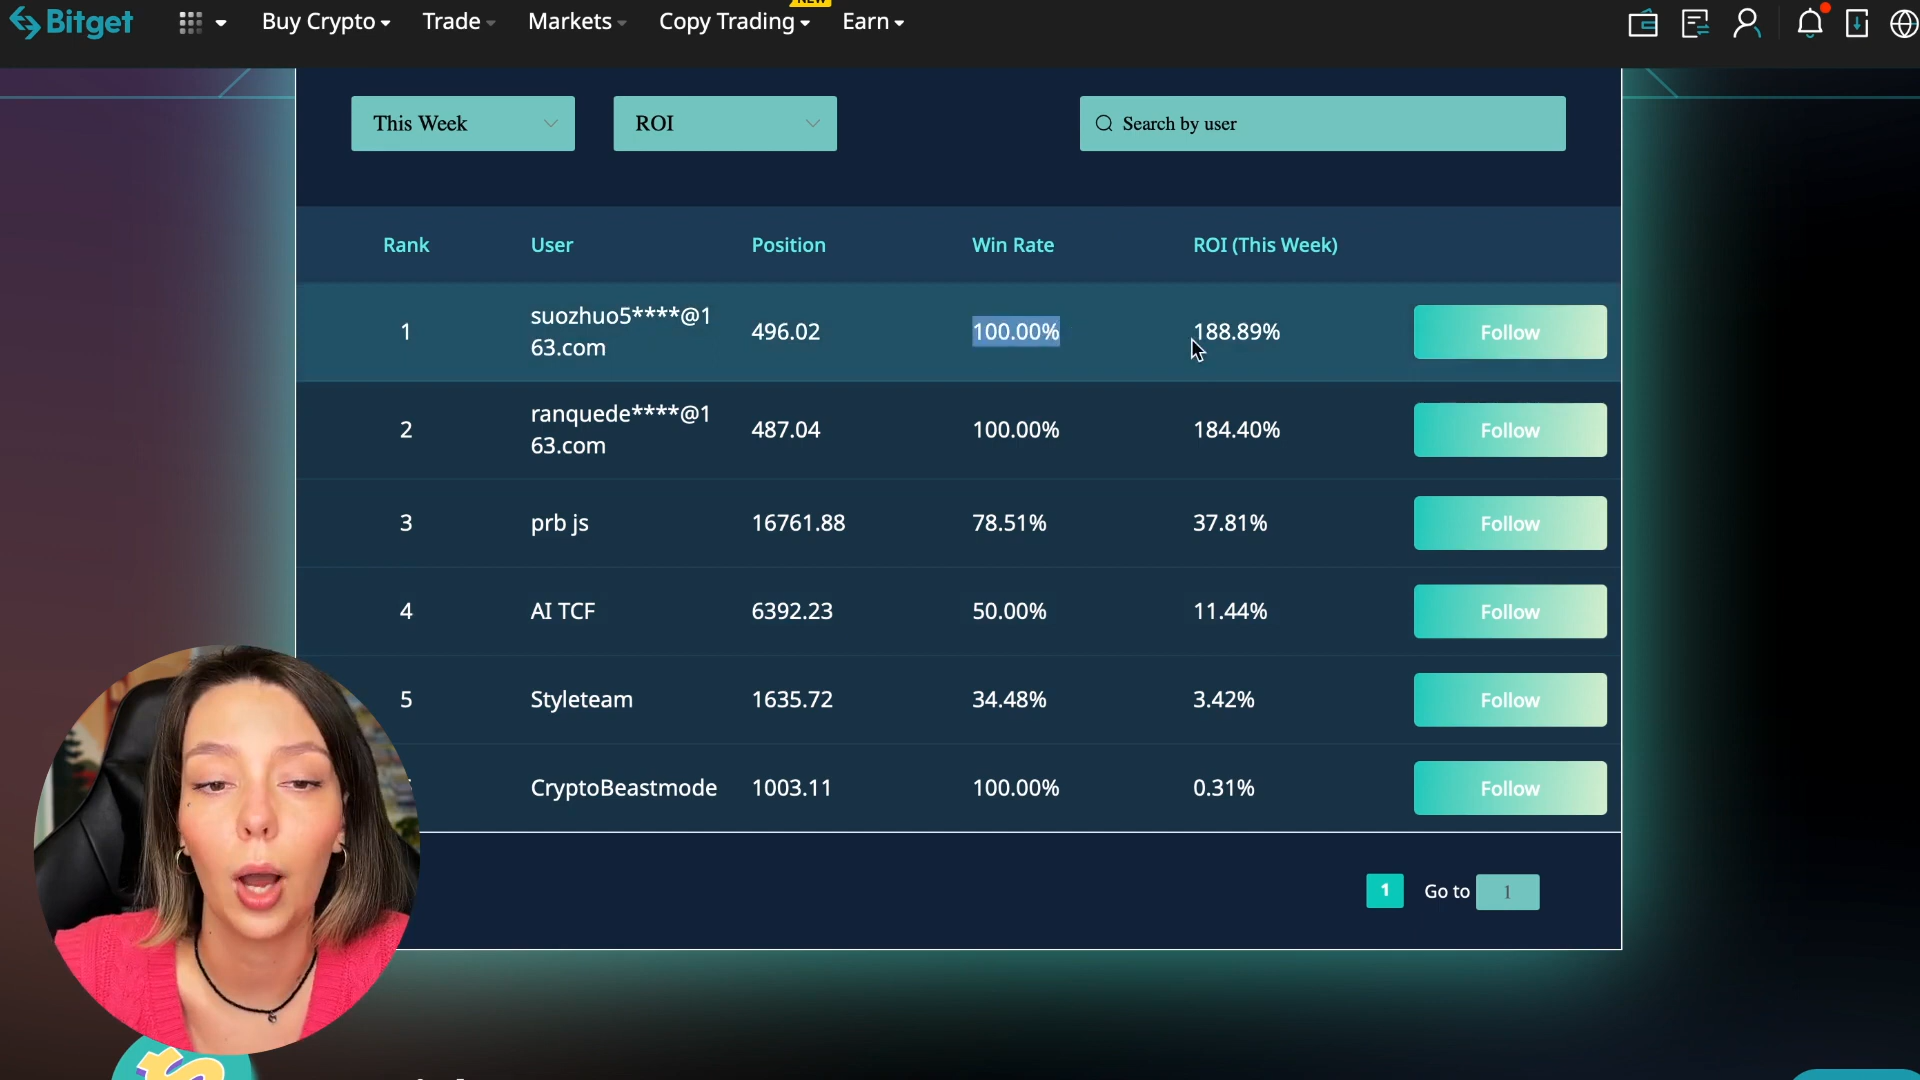 Bitget
Buy Crypto
Trade
Markets
Copy Trading
NEW
Earn
This Week
ROI
Search by user
Rank User Position Win Rate ROI (This Week)
1 suozhuo5****@1
63.com 496.02 100.00% 188.89% Follow
2 ranquede****@1
63.com 487.04 100.00% 184.40% Follow
3 prb js 16761.88 78.51% 37.81% Follow
4 AI TCF 6392.23 50.00% 11.44% Follow
5 Styleteam 1635.72 34.48% 3.42% Follow
CryptoBeastmode 1003.11 100.00% 0.31% Follow
1 Go to 1